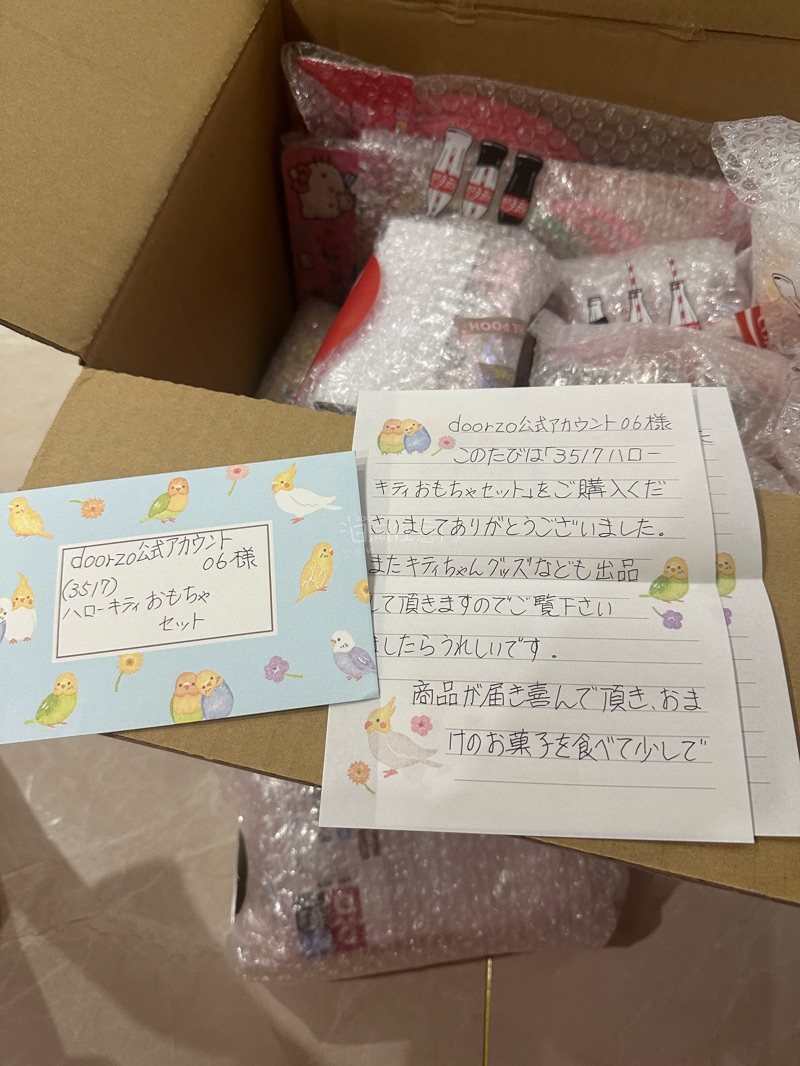 doorzo公式アカウント
06様
(3517)
ハローキティおもちゃ
セット
doorzo公式アカウント06様
このたびは「3517ハロー
キティおもちゃセット」をご購入くだ
さいましてありがとうございました。
またキティちゃんグッズなども出品
して頂きますのでご覧下さい
ましたらうれしいです。
商品が届き喜んで頂き、おま
けのお菓子を食べて少しで
POOH